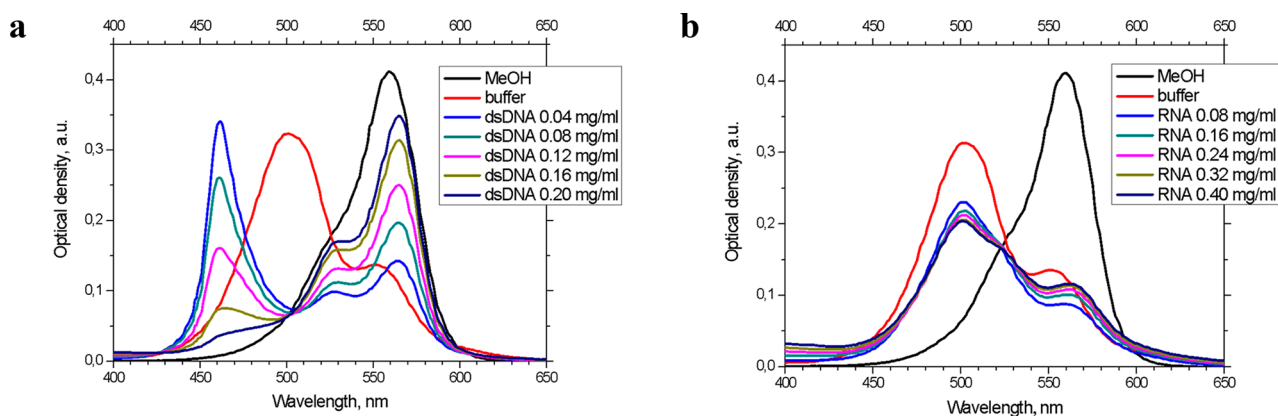 a
400 450 500 550 600 650
0,4
0,3
0,2
0,1
0,0
Optical density, a.u.
MeOH
buffer
dsDNA 0.04 mg/ml
dsDNA 0.08 mg/ml
dsDNA 0.12 mg/ml
dsDNA 0.16 mg/ml
dsDNA 0.20 mg/ml
400 450 500 550 600 650
Wavelength, nm
b
400 450 500 550 600 650
0,4
0,3
0,2
0,1
0,0
Optical density, a.u.
MeOH
buffer
RNA 0.08 mg/ml
RNA 0.16 mg/ml
RNA 0.24 mg/ml
RNA 0.32 mg/ml
RNA 0.40 mg/ml
400 450 500 550 600 650
Wavelength, nm